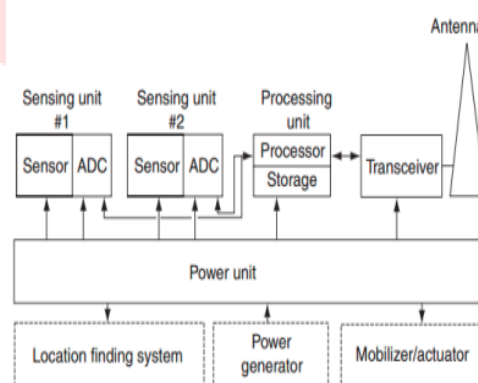 Antenna
Sensing unit
#1
Sensing unit
#2
Processing
unit
Sensor
ADC
Sensor
ADC
Processor
Storage
Transceiver
Power unit
Location finding system
Power
generator
Mobilizer/actuator